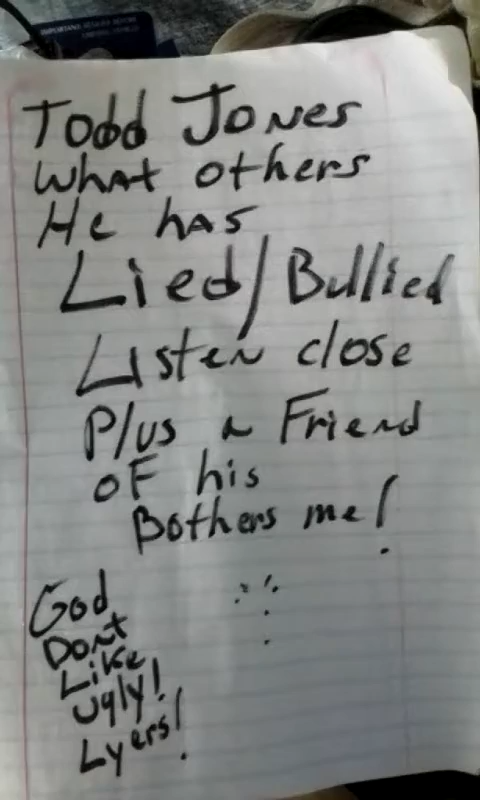 Todd Jones
What others
He has
Lied/Bullied
Listen close
Plus a Friend
OF his
Bothers me!
God
Dont
Like
Ugly!
Lyers!